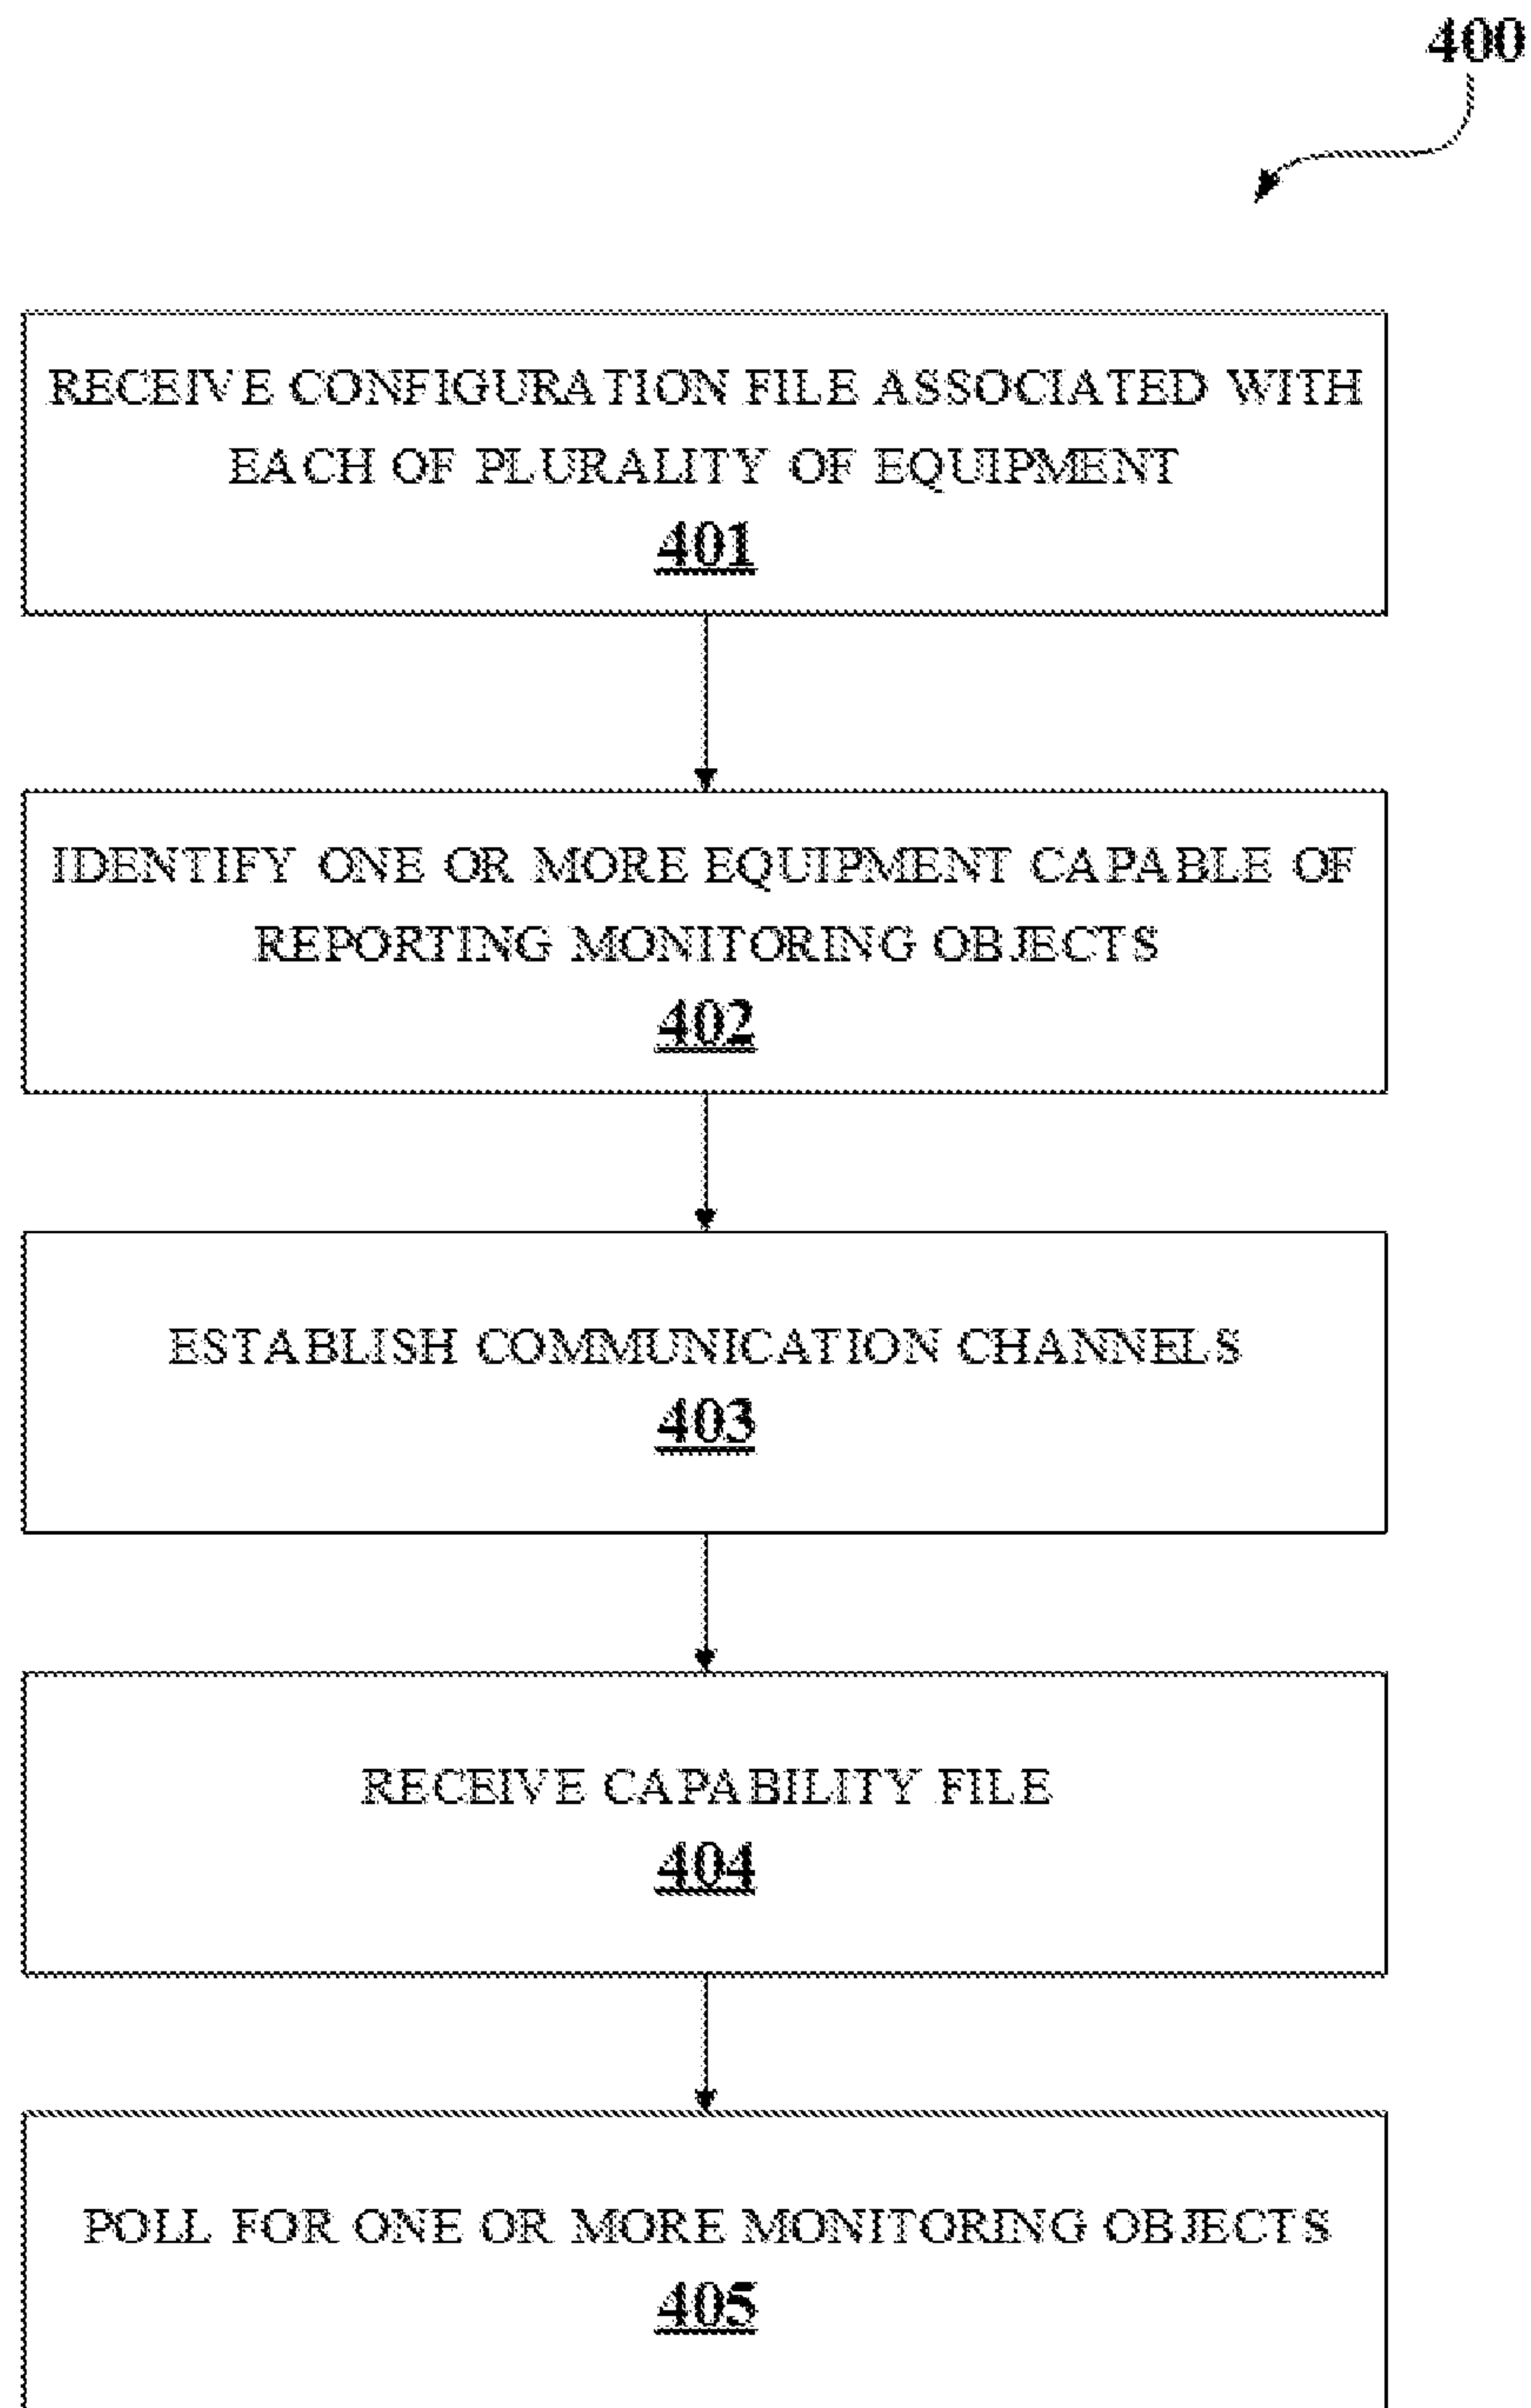 400
RECEIVE CONFIGURATION FILE ASSOCIATED WITH
EACH OF PLURALITY OF EQUIPMENT
401
IDENTIFY ONE OR MORE EQUIPMENT CAPABLE OF
REPORTING MONITORING OBJECTS
402
ESTABLISH COMMUNICATION CHANNELS
403
RECEIVE CAPABILITY FILE
404
POLL FOR ONE OR MORE MONITORING OBJECTS
405